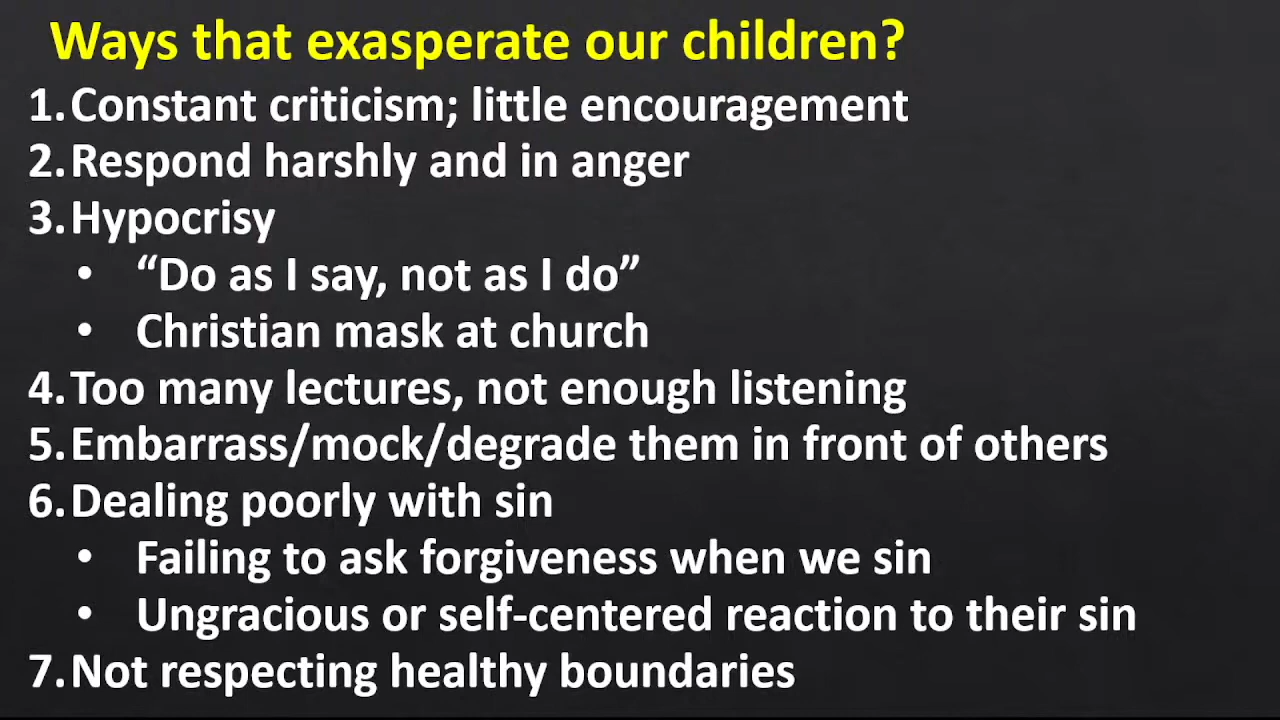 Ways that exasperate our children?
1. Constant criticism; little encouragement
2. Respond harshly and in anger
3. Hypocrisy
• “Do as I say, not as I do”
• Christian mask at church
4. Too many lectures, not enough listening
5. Embarrass/mock/degrade them in front of others
6. Dealing poorly with sin
• Failing to ask forgiveness when we sin
• Ungracious or self-centered reaction to their sin
7. Not respecting healthy boundaries